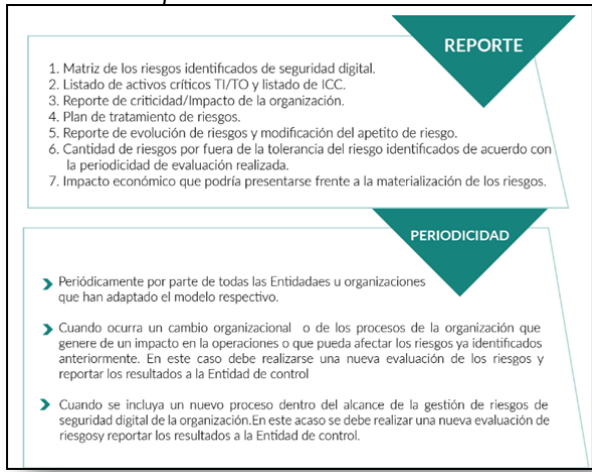 REPORTE
1. Matriz de los riesgos identificados de seguridad digital.
2. Listado de activos críticos TI/TO y listado de ICC.
3. Reporte de criticidad/Impacto de la organización.
4. Plan de tratamiento de riesgos.
5. Reporte de evolución de riesgos y modificación del apetito de riesgo.
6. Cantidad de riesgos por fuera de la tolerancia del riesgo identificados de acuerdo con
la periodicidad de evaluación realizada.
7. Impacto económico que podría presentarse frente a la materialización de los riesgos.
PERIODICIDAD
Periódicamente por parte de todas las Entidadaes u organizaciones
que han adaptado el modelo respectivo.
Cuando ocurra un cambio organizacional o de los procesos de la organización que
genere de un impacto en la operaciones o que pueda afectar los riesgos ya identificados
anteriormente. En este caso debe realizarse una nueva evaluación de los riesgos y
reportar los resultados a la Entidad de control
Cuando se incluya un nuevo proceso dentro del alcance de la gestión de riesgos de
seguridad digital de la organización.En este acaso se debe realizar una nueva evaluación de
riesgosy reportar los resultados a la Entidad de control.